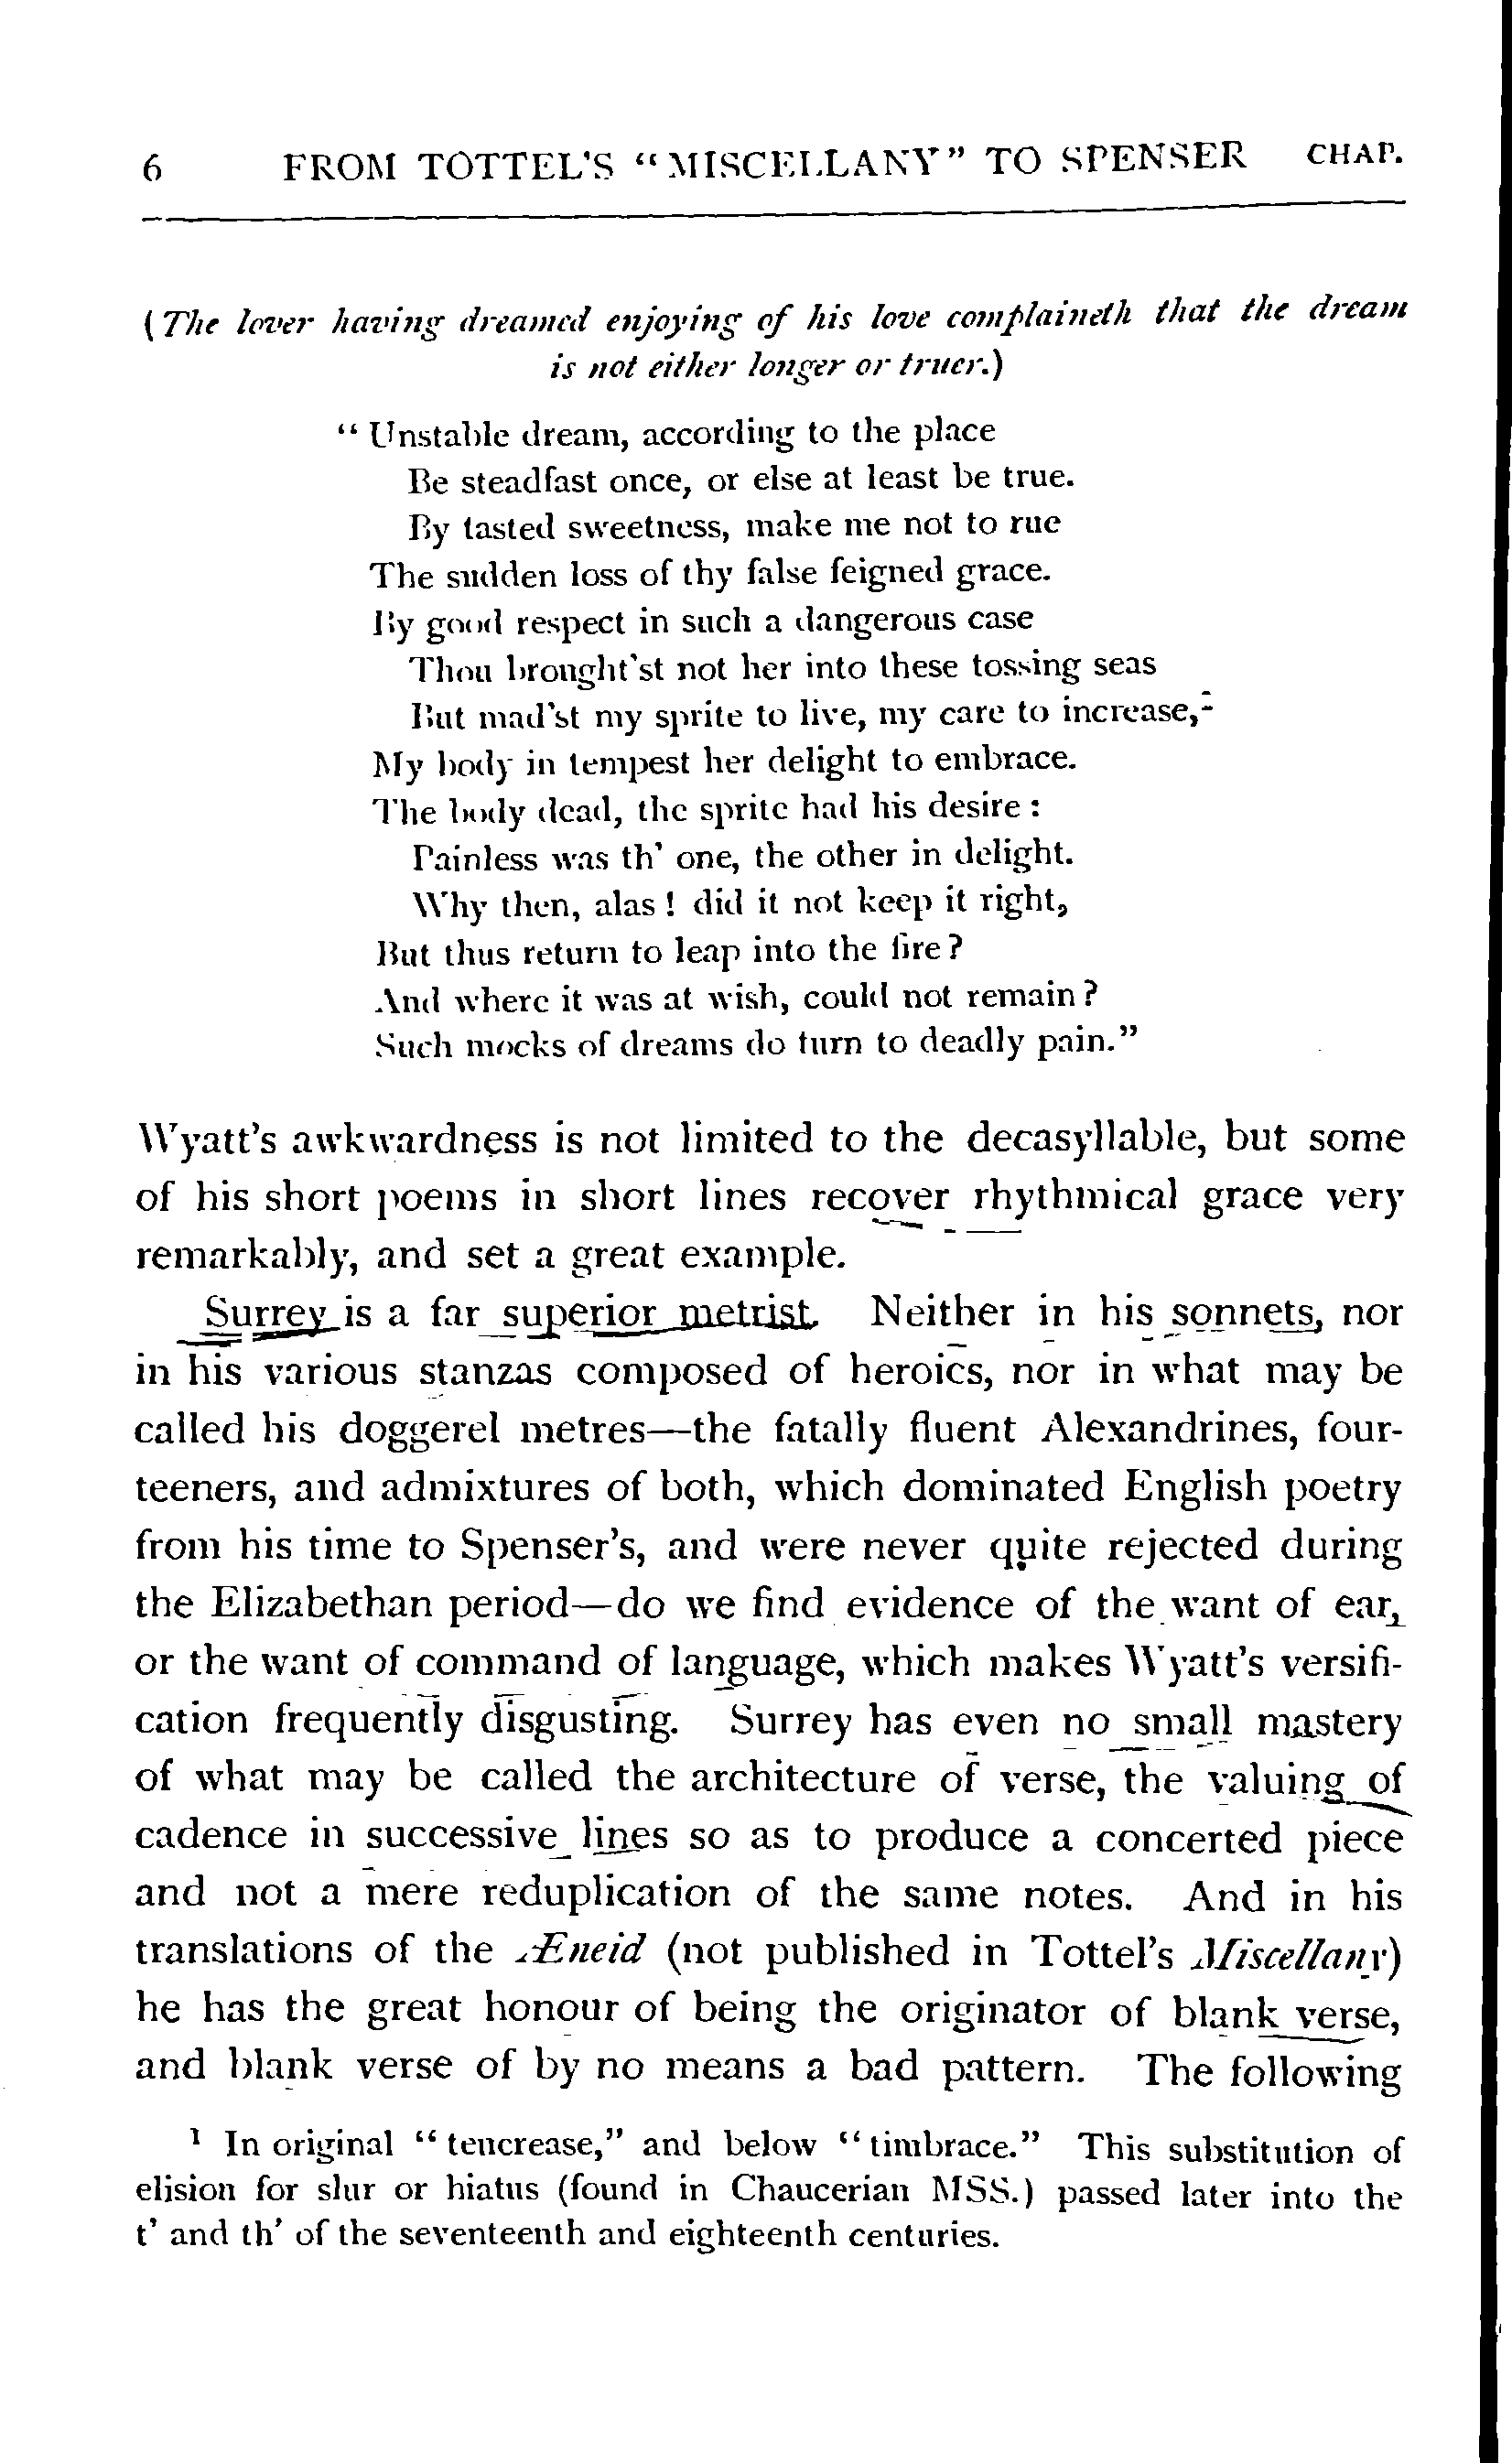 6 FROM TOTTEL'S "MISCELLANY" TO SPENSER CHAP.
(The lover having dreamed enjoying of his love complaineth that the dream
is not either longer or truer.)
"Unstable dream, according to the place
Be steadfast once, or else at least be true.
By tasted sweetness, make me not to rue
The sudden loss of thy false feigned grace.
By good respect in such a dangerous case
Thou brought'st not her into these tossing seas
But mad'st my sprite to live, my care to increase,-
My body in tempest her delight to embrace.
The body dead, the sprite had his desire :
Painless was th' one, the other in delight.
Why then, alas ! did it not keep it right,
But thus return to leap into the fire ?
And where it was at wish, could not remain ?
Such mocks of dreams do turn to deadly pain."
Wyatt's awkwardness is not limited to the decasyllable, but some
of his short poems in short lines recover rhythmical grace very
remarkably, and set a great example.
Surrey is a far superior metrist. Neither in his sonnets, nor
in his various stanzas composed of heroics, nor in what may be
called his doggerel metres—the fatally fluent Alexandrines, four-
teeners, and admixtures of both, which dominated English poetry
from his time to Spenser's, and were never quite rejected during
the Elizabethan period—do we find evidence of the want of ear,
or the want of command of language, which makes Wyatt's versifi-
cation frequently disgusting. Surrey has even no small mastery
of what may be called the architecture of verse, the valuing of
cadence in successive lines so as to produce a concerted piece
and not a mere reduplication of the same notes. And in his
translations of the Æneid (not published in Tottel's Miscellany)
he has the great honour of being the originator of blank verse,
and blank verse of by no means a bad pattern. The following
¹ In original "tencrease," and below "timbrace." This substitution of
elision for slur or hiatus (found in Chaucerian MSS.) passed later into the
t' and th' of the seventeenth and eighteenth centuries.